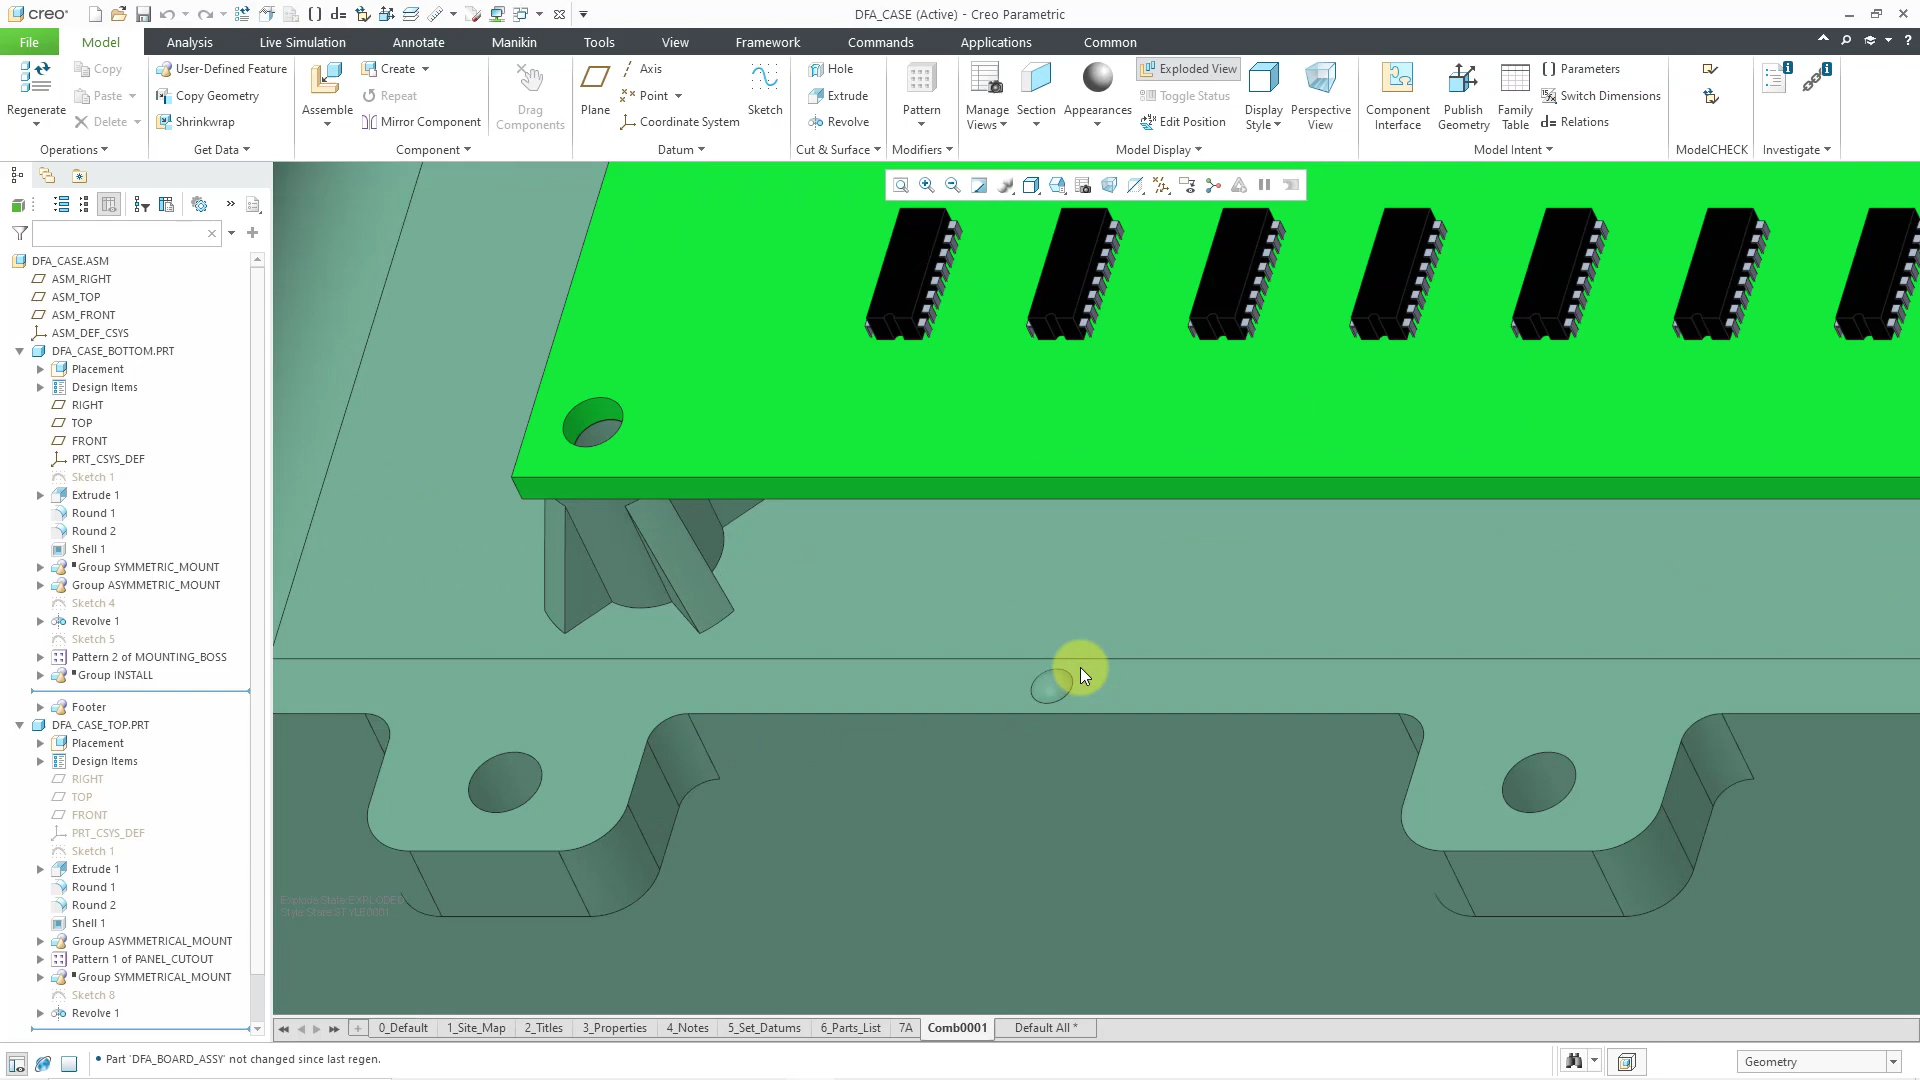 creo
DFA_CASE (Active) - Creo Parametric
File Model Analysis Live Simulation Annotate Manikin Tools View Framework Commands Applications Common
Regenerate
Copy
Paste
Delete
Operations
User-Defined Feature
Copy Geometry
Shrinkwrap
Get Data
Assemble
Create
Repeat
Mirror Component
Drag
Components
Component
Plane
Axis
Point
Coordinate System
Sketch
Datum
Hole
Extrude
Revolve
Cut & Surface
Pattern
Modifiers
Manage
Views
Section
Appearances
Exploded View
Toggle Status
Edit Position
Display
Style
Perspective
View
Model Display
Component
Interface
Publish
Geometry
Family
Table
Parameters
Switch Dimensions
d= Relations
Model Intent
ModelCHECK
Investigate
DFA_CASE.ASM
ASM_RIGHT
ASM_TOP
ASM_FRONT
ASM_DEF_CSYS
DFA_CASE_BOTTOM.PRT
Placement
Design Items
RIGHT
TOP
FRONT
PRT_CSYS_DEF
Sketch 1
Extrude 1
Round 1
Round 2
Shell 1
Group SYMMETRIC_MOUNT
Group ASYMMETRIC_MOUNT
Sketch 4
Revolve 1
Sketch 5
Pattern 2 of MOUNTING_BOSS
Group INSTALL
Footer
DFA_CASE_TOP.PRT
Placement
Design Items
RIGHT
TOP
FRONT
PRT_CSYS_DEF
Sketch 1
Extrude 1
Round 1
Round 2
Shell 1
Group ASYMMETRICAL_MOUNT
Pattern 1 of PANEL_CUTOUT
Group SYMMETRICAL_MOUNT
Sketch 8
Revolve 1
Explode State:EXPLODED
Style State:STYLE0001
0_Default 1_Site_Map 2_Titles 3_Properties 4_Notes 5_Set_Datums 6_Parts_List 7A Comb0001 Default All *
• Part 'DFA_BOARD_ASSY' not changed since last regen.
Geometry